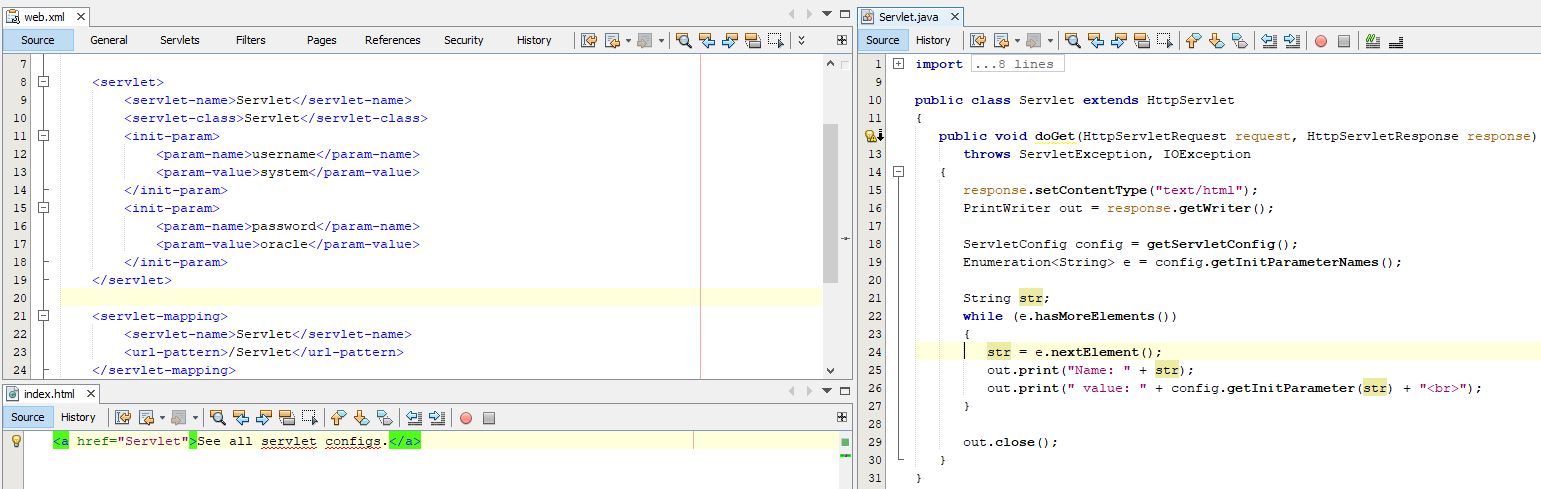 web.xml
Source General Servlets Filters Pages References Security History
7
8 <servlet>
9 <servlet-name>Servlet</servlet-name>
10 <servlet-class>Servlet</servlet-class>
11 <init-param>
12 <param-name>username</param-name>
13 <param-value>system</param-value>
14 </init-param>
15 <init-param>
16 <param-name>password</param-name>
17 <param-value>oracle</param-value>
18 </init-param>
19 </servlet>
20
21 <servlet-mapping>
22 <servlet-name>Servlet</servlet-name>
23 <url-pattern>/Servlet</url-pattern>
24 </servlet-mapping>
index.html
Source History
<a href="Servlet">See all servlet configs.</a>
Servlet.java
Source History
1 import ...8 lines
9
10 public class Servlet extends HttpServlet
11 {
public void doGet(HttpServletRequest request, HttpServletResponse response)
13 throws ServletException, IOException
14 {
15 response.setContentType("text/html");
16 PrintWriter out = response.getWriter();
17
18 ServletConfig config = getServletConfig();
19 Enumeration<String> e = config.getInitParameterNames();
20
21 String str;
22 while (e.hasMoreElements())
23 {
24 str = e.nextElement();
25 out.print("Name: " + str);
26 out.print(" value: " + config.getInitParameter(str) + "<br>");
27 }
28
29 out.close();
30 }
31 }